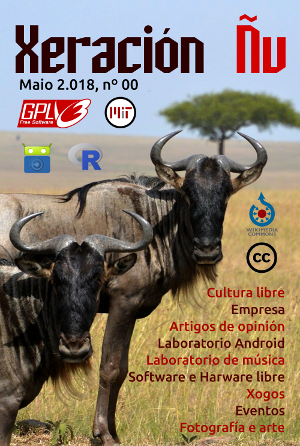 Xeración Ñu
Maio 2.018, nº 00
GPL v3
Free Software
MIT
R
WIKIMEDIA
COMMONS
cc
Cultura libre
Empresa
Artigos de opinión
Laboratorio Android
Laboratorio de música
Software e Harware libre
Xogos
Eventos
Fotografía e arte